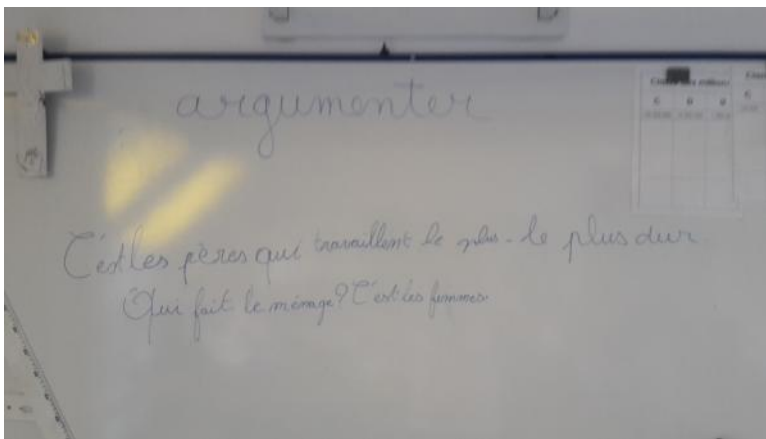 argumenter
C'est les pères qui travaillent le plus - le plus dur.
Qui fait le ménage? C'est les femmes.